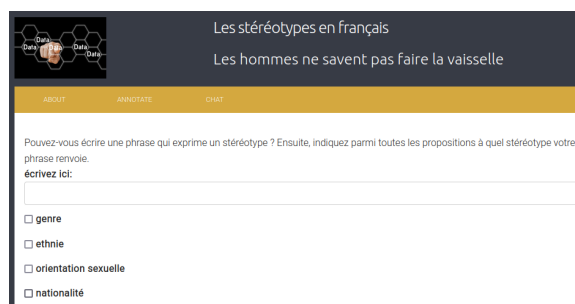 Les stéréotypes en français
Les hommes ne savent pas faire la vaisselle
Data
Data
Data
Data
Data
ABOUT
ANNOTATE
CHAT
Pouvez-vous écrire une phrase qui exprime un stéréotype ? Ensuite, indiquez parmi toutes les propositions à quel stéréotype votre
phrase renvoie.
écrivez ici:
genre
ethnie
orientation sexuelle
nationalité